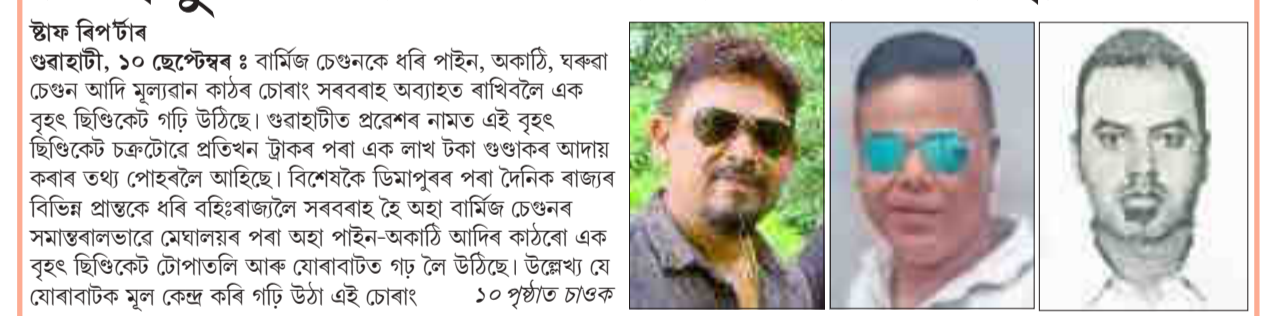 ষ্টাফ ৰিপৰ্টাৰ
গুৱাহাটী, ১০ ছেপ্টেম্বৰ ঃ বাৰ্মিজ চেগুনকে ধৰি পাইন, অকাঠি, ঘৰুৱা
চেগুন আদি মূল্যৱান কাঠৰ চোৰাং সৰবৰাহ অব্যাহত ৰাখিবলৈ এক
বৃহৎ ছিণ্ডিকেট গঢ়ি উঠিছে। গুৱাহাটীত প্ৰৱেশৰ নামত এই বৃহৎ
ছিণ্ডিকেট চক্ৰটোৱে প্ৰতিখন ট্ৰাকৰ পৰা এক লাখ টকা গুণ্ডাকৰ আদায়
কৰাৰ তথ্য পোহৰলৈ আহিছে। বিশেষকৈ ডিমাপুৰৰ পৰা দৈনিক ৰাজ্যৰ
বিভিন্ন প্ৰান্তকে ধৰি বহিঃৰাজ্যলৈ সৰবৰাহ হৈ অহা বাৰ্মিজ চেগুনৰ
সমান্তৰালভাৱে মেঘালয়ৰ পৰা অহা পাইন-অকাঠি আদিৰ কাঠৰো এক
বৃহৎ ছিণ্ডিকেট টোপাতলি আৰু যোৰাবাটত গঢ় লৈ উঠিছে। উল্লেখ্য যে
যোৰাবাটক মূল কেন্দ্ৰ কৰি গঢ়ি উঠা এই চোৰাং ১০ পৃষ্ঠাত চাওক